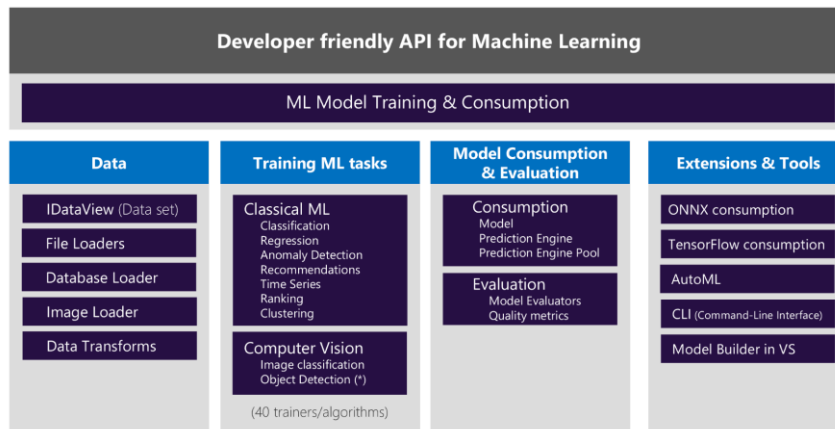 Developer friendly API for Machine Learning
ML Model Training & Consumption
Data
IDataView (Data set)
File Loaders
Database Loader
Image Loader
Data Transforms
Training ML tasks
Classical ML
Classification
Regression
Anomaly Detection
Recommendations
Time Series
Ranking
Clustering
Computer Vision
Image classification
Object Detection (*)
(40 trainers/algorithms)
Model Consumption
& Evaluation
Consumption
Model
Prediction Engine
Prediction Engine Pool
Evaluation
Model Evaluators
Quality metrics
Extensions & Tools
ONNX consumption
TensorFlow consumption
AutoML
CLI (Command-Line Interface)
Model Builder in VS